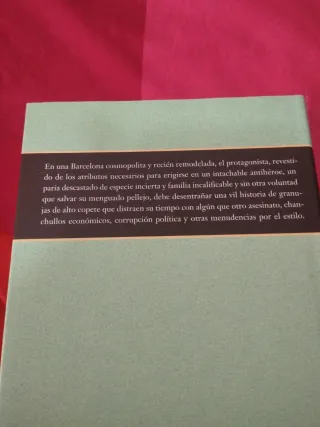 En una Barcelona cosmopolita y recién remodelada, el protagonista, revesti-
do de los atributos necesarios para erigirse en un intachable antihéroe, un
paria descastado de especie incierta y familia incalificable y sin otra voluntad
que salvar su menguado pellejo, debe desentrañar una vil historia de granu-
jas de alto copete que distraen su tiempo con algún que otro asesinato, chan-
chullos económicos, corrupción política y otras menudencias por el estilo.